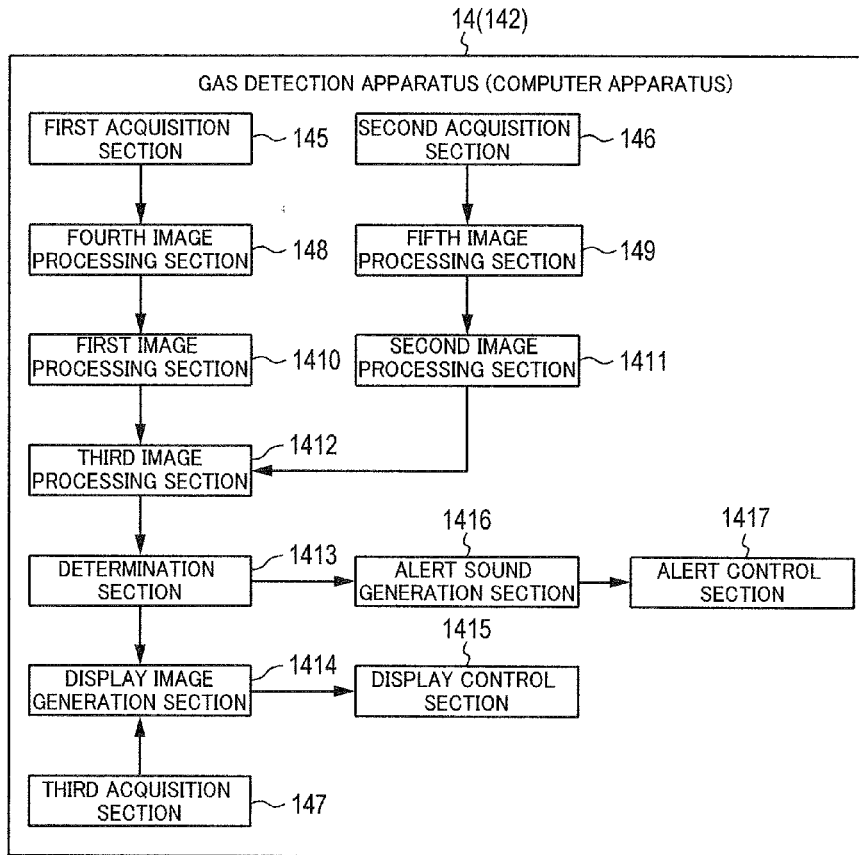 14(142)
GAS DETECTION APPARATUS (COMPUTER APPARATUS)
FIRST ACQUISITION
SECTION
145
SECOND ACQUISITION
SECTION
146
FOURTH IMAGE
PROCESSING SECTION
148
FIFTH IMAGE
PROCESSING SECTION
149
FIRST IMAGE
PROCESSING SECTION
1410
SECOND IMAGE
PROCESSING SECTION
1411
THIRD IMAGE
PROCESSING SECTION
1412
DETERMINATION
SECTION
1413
ALERT SOUND
GENERATION SECTION
1416
ALERT CONTROL
SECTION
1417
DISPLAY IMAGE
GENERATION SECTION
1414
DISPLAY CONTROL
SECTION
1415
THIRD ACQUISITION
SECTION
147